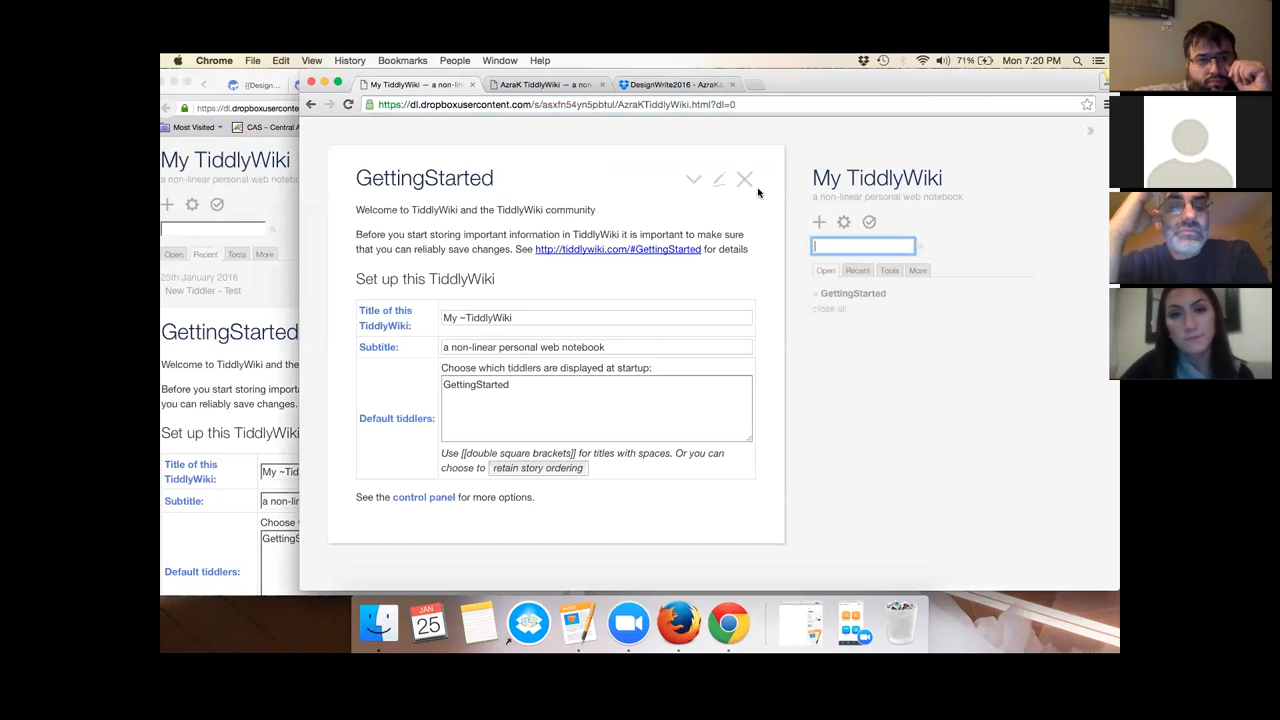 Chrome File Edit View History Bookmarks People Window Help
71% Mon 7:20 PM
{{Design...
My TiddlyWiki — a non-lin
AzraK TiddlyWiki — a non
DesignWrite2016 - AzraKa
https://dl.dropboxusercontent.com/s/asxfn54yn5pbtul/AzraKTiddlyWiki.html?dl=0
https://dl.dropboxuserconte
Most Visited CAS – Central A
My TiddlyWiki
a non-linear personal web noteb
Open Recent Tools More
25th January 2016
New Tiddler - Test
GettingStarted
Welcome to TiddlyWiki and the
Before you start storing importa
you can reliably save changes.
Set up this TiddlyWiki
Title of this
TiddlyWiki:
My ~Tid
Subtitle:
a non-lin
Choose
GettingS
Default tiddlers:
GettingStarted
Welcome to TiddlyWiki and the TiddlyWiki community
Before you start storing important information in TiddlyWiki it is important to make sure
that you can reliably save changes. See http://tiddlywiki.com/#GettingStarted for details
Set up this TiddlyWiki
Title of this
TiddlyWiki:
My ~TiddlyWiki
Subtitle:
a non-linear personal web notebook
Choose which tiddlers are displayed at startup:
GettingStarted
Default tiddlers:
Use [[double square brackets]] for titles with spaces. Or you can
choose to retain story ordering
See the control panel for more options.
My TiddlyWiki
a non-linear personal web notebook
Open Recent Tools More
GettingStarted
close all
JAN
25